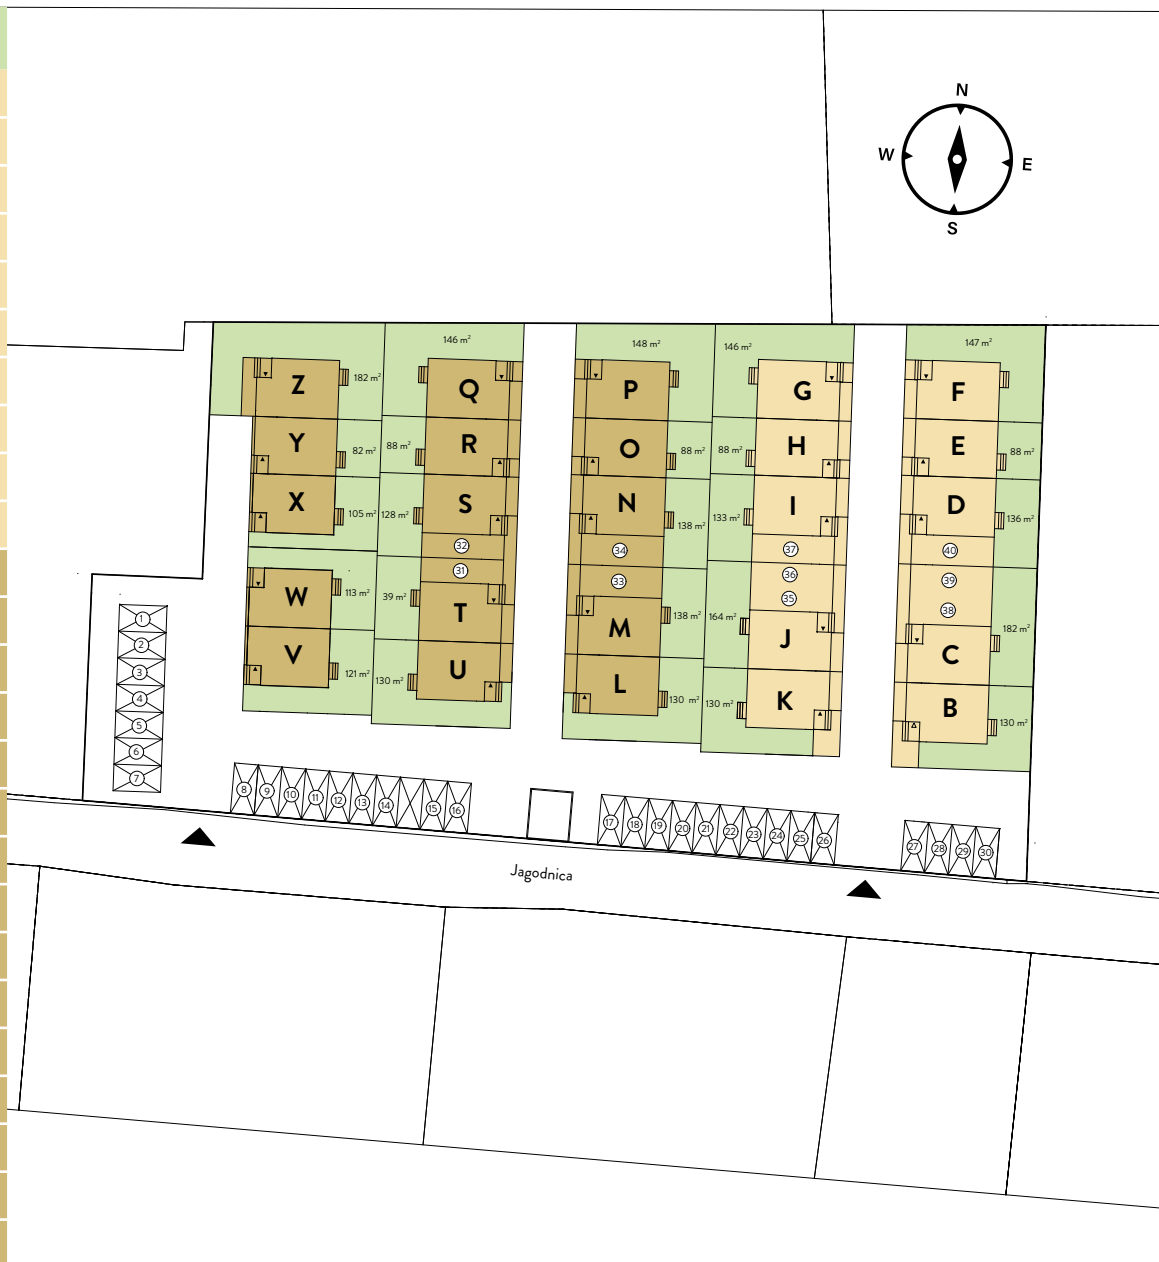 N
W
E
S
146 m²
148 m²
146 m²
147 m²
Z
182 m²
Q
P
G
F
Y
82 m²
88 m²
R
O
88 m²
88 m²
H
E
88 m²
X
105 m²
128 m²
S
N
138 m²
133 m²
I
D
136 m²
32
34
37
40
31
33
36
39
W
113 m²
39 m²
T
35
38
M
138 m²
164 m²
J
C
182 m²
V
121 m²
130 m²
U
L
130 m²
130 m²
K
B
130 m²
1
2
3
4
5
6
7
8
9
10
11
12
13
14
15
16
17
18
19
20
21
22
23
24
25
26
27
28
29
30
Jagodnica